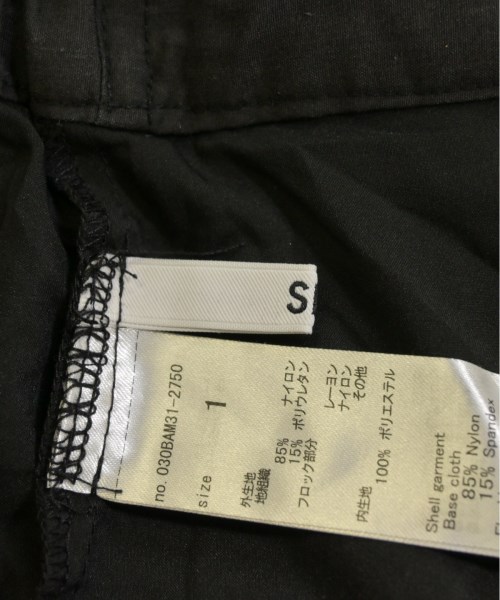 S
no. 030BAM31-2750
size 1
外生地
地組織
85% ナイロン
15% ポリウレタン
フロック部分
レーヨン
ナイロン
その他
内生地
100% ポリエステル
Shell garment
Base cloth
85% Nylon
15% Spandex